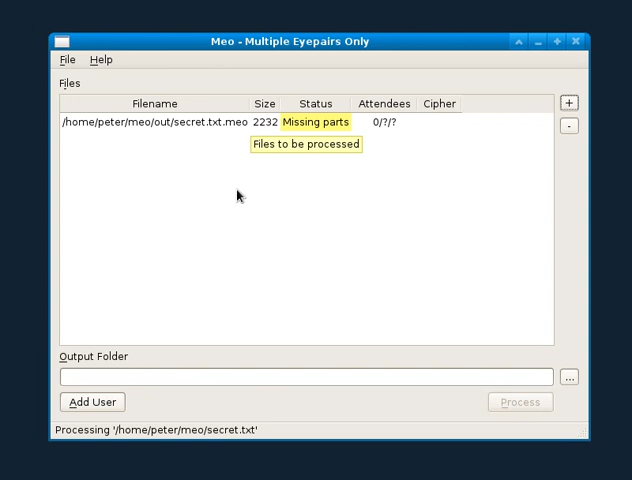 Meo - Multiple Eyepairs Only
File Help
Files
Filename Size Status Attendees Cipher
+
/home/peter/meo/out/secret.txt.meo 2232 Missing parts 0/?/?
-
Files to be processed
Output Folder
...
Add User Process
Processing '/home/peter/meo/secret.txt'